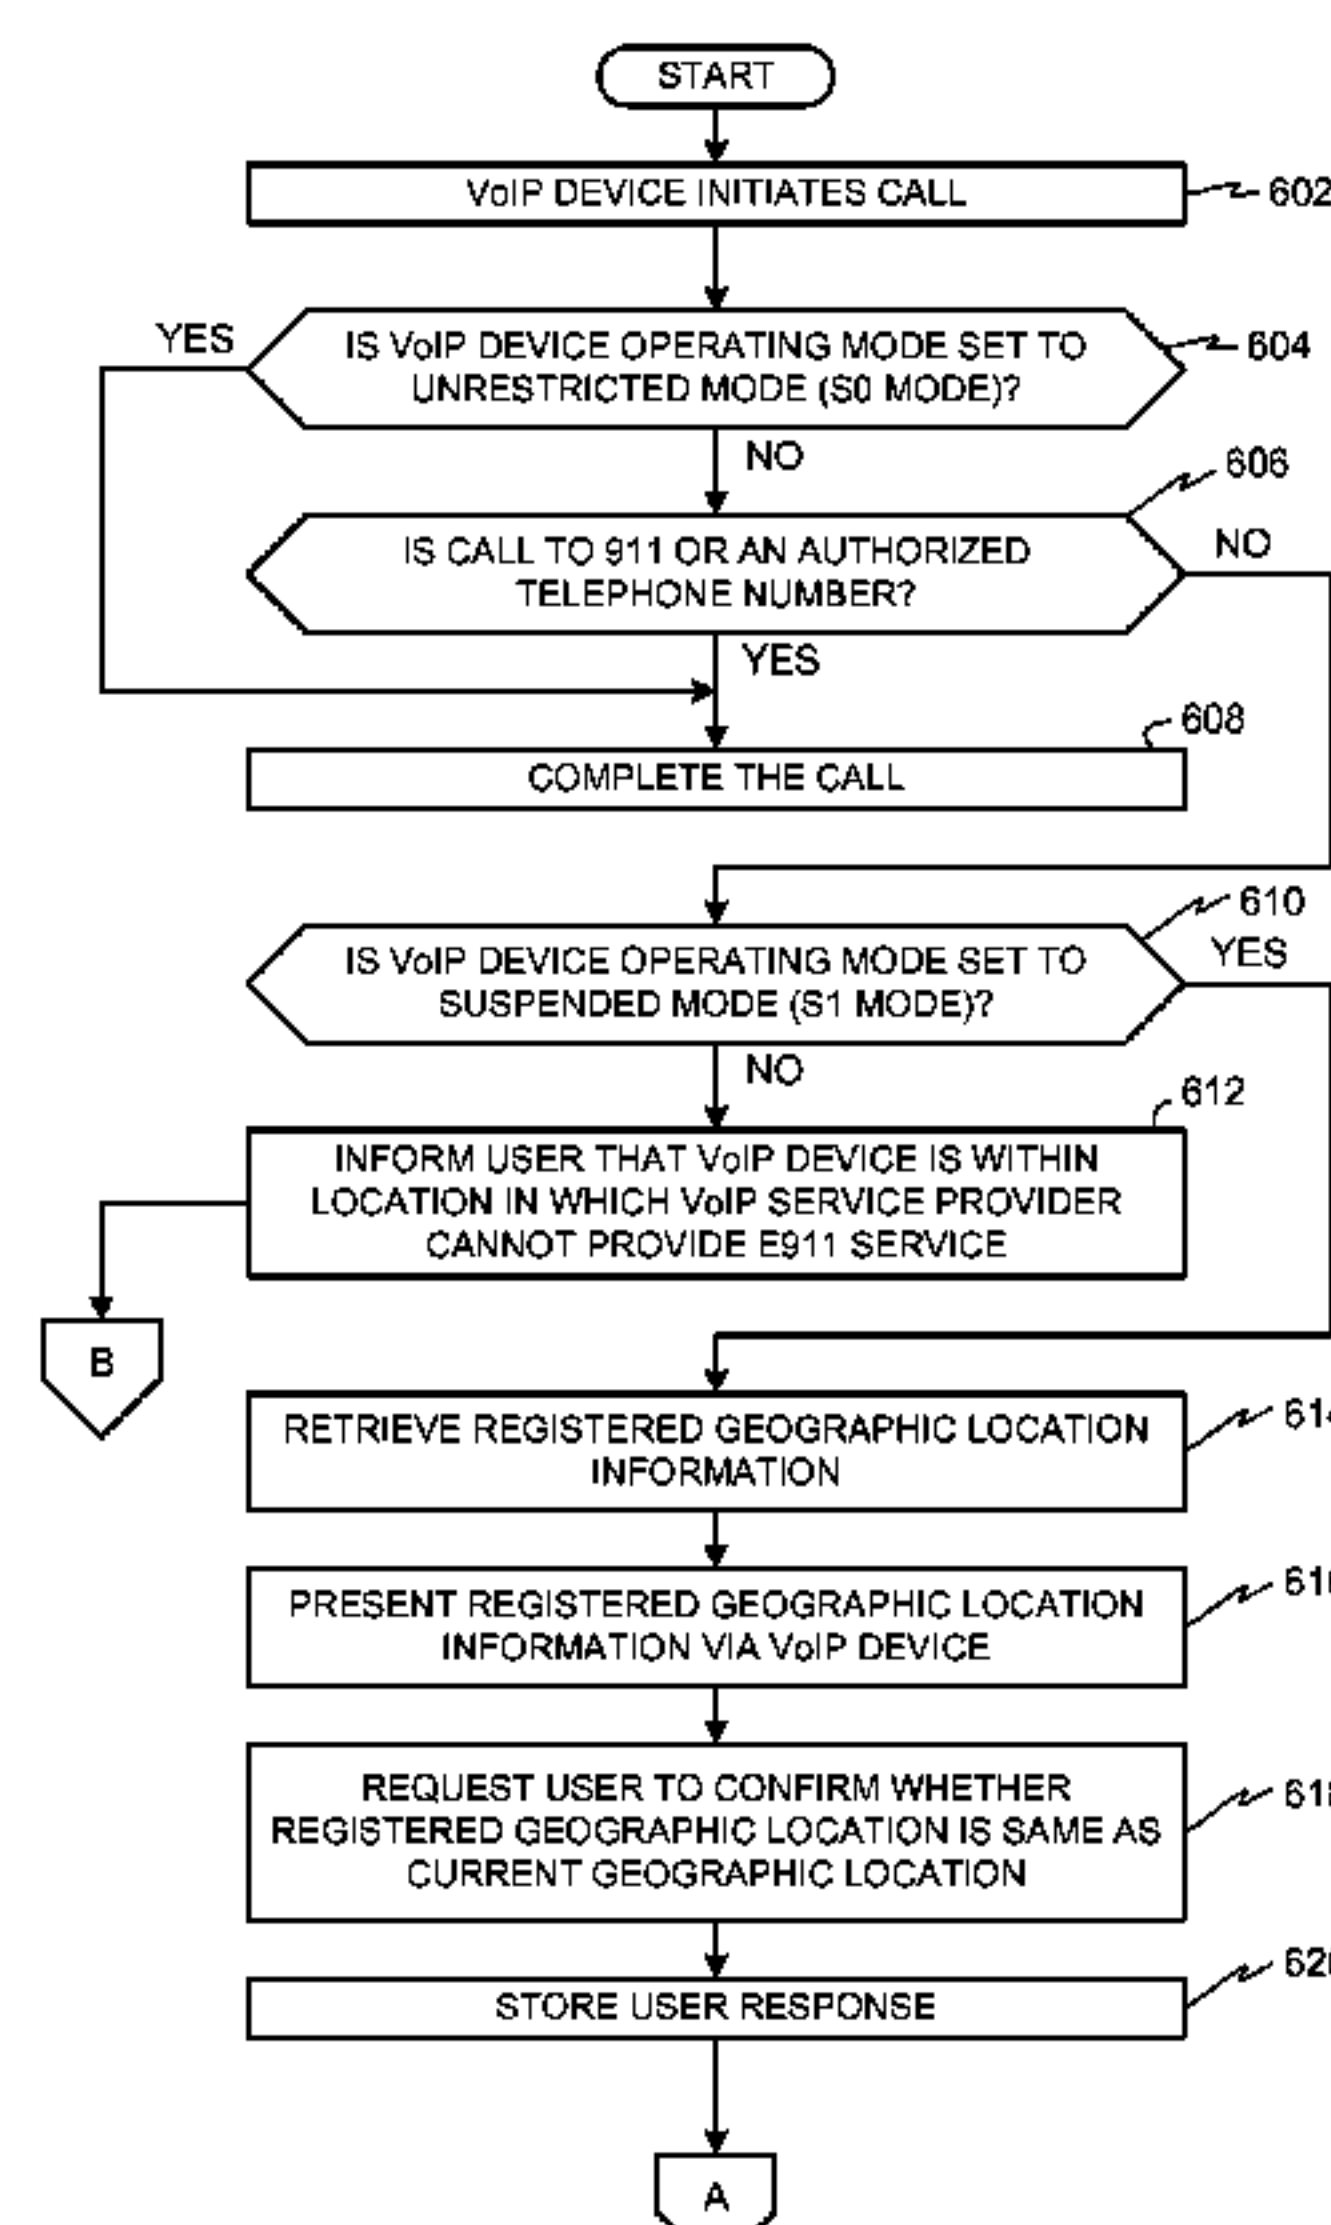 START
VoIP DEVICE INITIATES CALL
602
YES
IS VoIP DEVICE OPERATING MODE SET TO
UNRESTRICTED MODE (S0 MODE)?
604
NO
606
IS CALL TO 911 OR AN AUTHORIZED
TELEPHONE NUMBER?
NO
YES
608
COMPLETE THE CALL
610
IS VoIP DEVICE OPERATING MODE SET TO
SUSPENDED MODE (S1 MODE)?
YES
NO
612
INFORM USER THAT VoIP DEVICE IS WITHIN
LOCATION IN WHICH VoIP SERVICE PROVIDER
CANNOT PROVIDE E911 SERVICE
B
RETRIEVE REGISTERED GEOGRAPHIC LOCATION
INFORMATION
614
PRESENT REGISTERED GEOGRAPHIC LOCATION
INFORMATION VIA VoIP DEVICE
REQUEST USER TO CONFIRM WHETHER
REGISTERED GEOGRAPHIC LOCATION IS SAME AS
CURRENT GEOGRAPHIC LOCATION
STORE USER RESPONSE
A